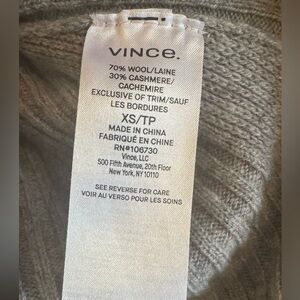 VINCE.
70% WOOL/LAINE
30% CASHMERE/
CACHEMIRE
EXCLUSIVE OF TRIM/SAUF
LES BORDURES
XS/TP
MADE IN CHINA
FABRIQUÉ EN CHINE
RN#106730
Vince, LLC
500 Fifth Avenue, 20th Floor
New York, NY 10110
SEE REVERSE FOR CARE
VOIR AU VERSO POUR LES SOINS